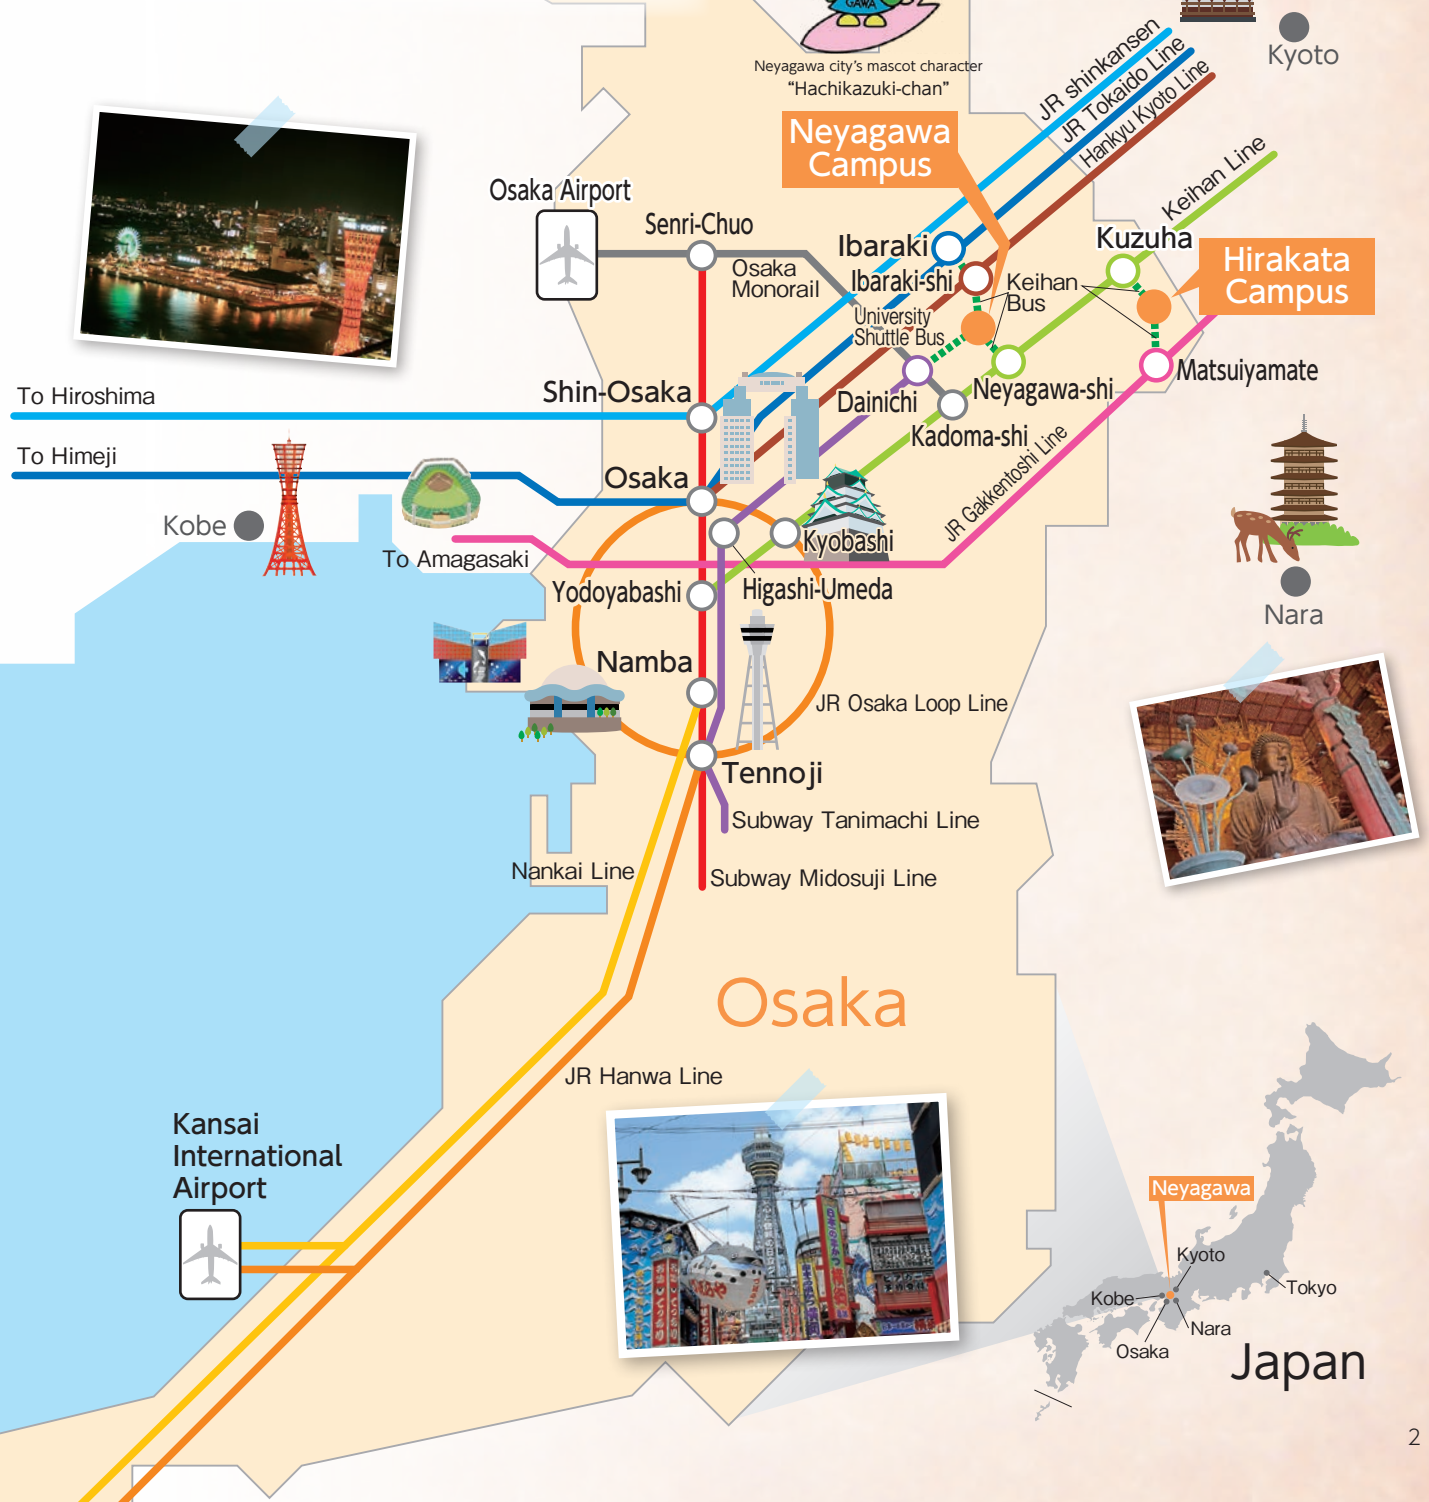 GAWA
Neyagawa city's mascot character
“Hachikazuki-chan”
Kyoto
JR shinkansen
JR Tokaido Line
Hankyu Kyoto Line
Keihan Line
Neyagawa
Campus
Osaka Airport
Senri-Chuo
Osaka
Monorail
Ibaraki
Ibaraki-shi
Keihan
Bus
University
Shuttle Bus
Kuzuha
Hirakata
Campus
Matsuiyamate
Neyagawa-shi
Dainichi
Kadoma-shi
To Hiroshima
Shin-Osaka
To Himeji
Osaka
Kobe
To Amagasaki
JR Gakkentoshi Line
Kyobashi
Higashi-Umeda
Yodoyabashi
Nara
Namba
JR Osaka Loop Line
Tennoji
Subway Tanimachi Line
Nankai Line
Subway Midosuji Line
Osaka
JR Hanwa Line
Kansai
International
Airport
Neyagawa
Kyoto
Kobe
Tokyo
Nara
Osaka
Japan
2